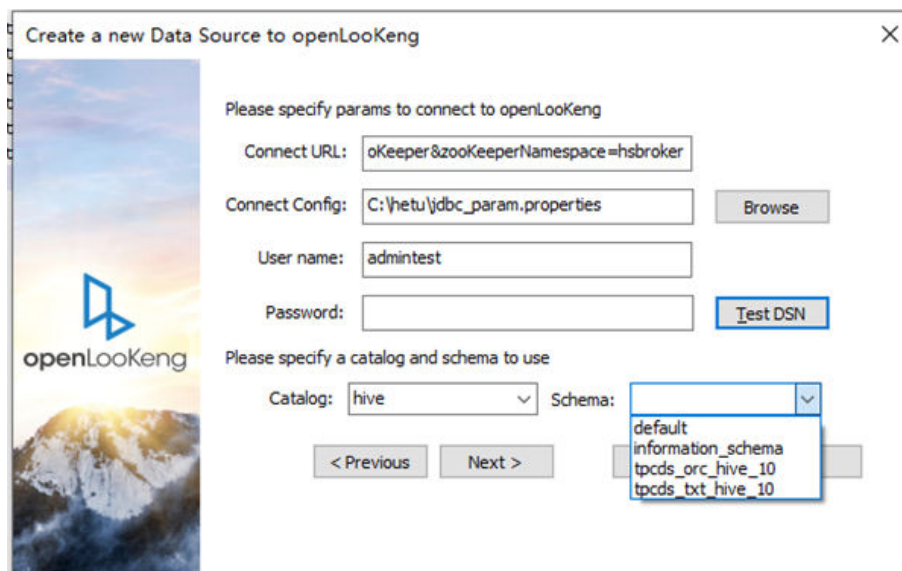 Create a new Data Source to openLooKeng
Please specify params to connect to openLooKeng
Connect URL: oKeeper&zooKeeperNamespace=hsbroker
Connect Config: C:\hetu\jdbc_param.properties Browse
User name: admintest
Password: Test DSN
openLooKeng
Please specify a catalog and schema to use
Catalog: hive Schema:
default
information_schema
tpcds_orc_hive_10
tpcds_txt_hive_10
< Previous Next >